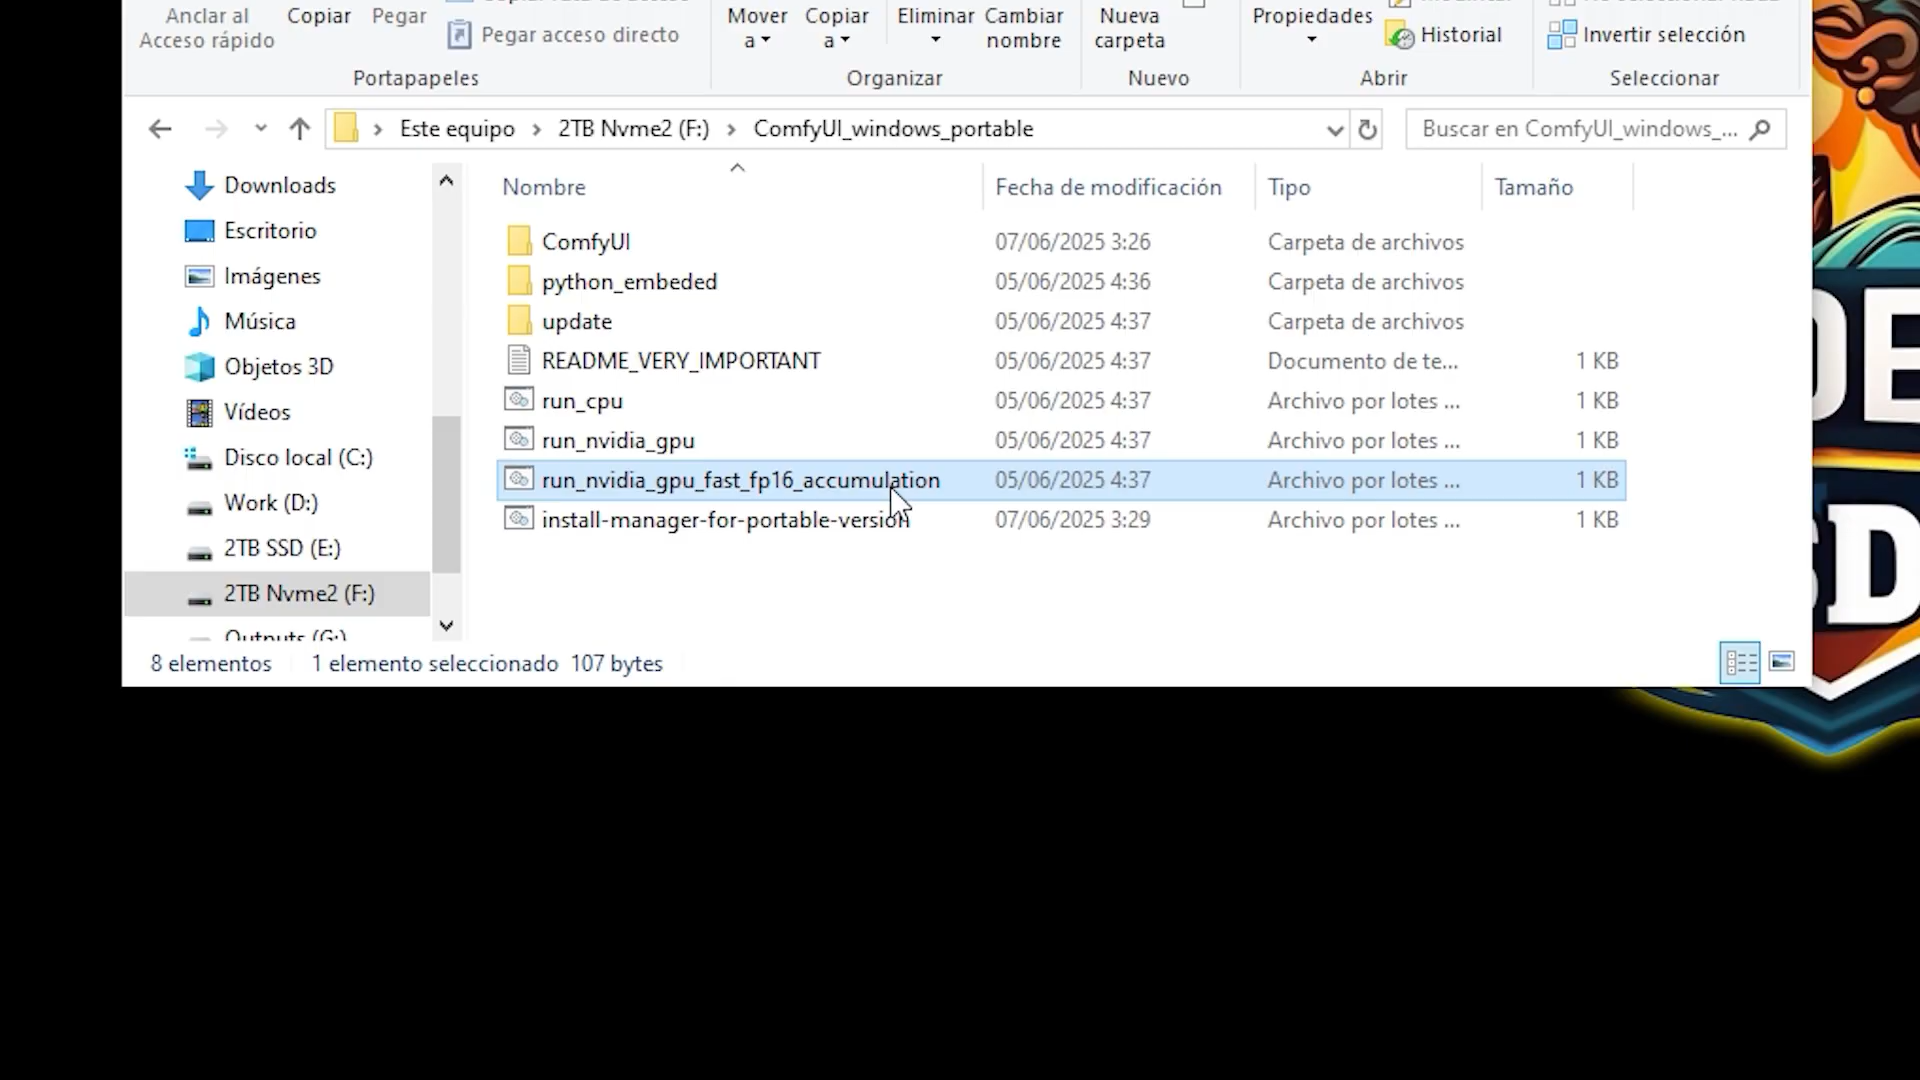 Anclar al
Acceso rápido
Copiar
Pegar
Pegar acceso directo
Mover
a
Copiar
a
Eliminar
Cambiar
nombre
Nueva
carpeta
Propiedades
Historial
Invertir selección
Portapapeles
Organizar
Nuevo
Abrir
Seleccionar
Este equipo > 2TB Nvme2 (F:) > ComfyUI_windows_portable
Buscar en ComfyUI_windows_...
Downloads
Escritorio
Imágenes
Música
Objetos 3D
Vídeos
Disco local (C:)
Work (D:)
2TB SSD (E:)
2TB Nvme2 (F:)
Outputs (G:)
Nombre Fecha de modificación Tipo Tamaño
ComfyUI 07/06/2025 3:26 Carpeta de archivos
python_embeded 05/06/2025 4:36 Carpeta de archivos
update 05/06/2025 4:37 Carpeta de archivos
README_VERY_IMPORTANT 05/06/2025 4:37 Documento de te... 1 KB
run_cpu 05/06/2025 4:37 Archivo por lotes ... 1 KB
run_nvidia_gpu 05/06/2025 4:37 Archivo por lotes ... 1 KB
run_nvidia_gpu_fast_fp16_accumulation 05/06/2025 4:37 Archivo por lotes ... 1 KB
install-manager-for-portable-version 07/06/2025 3:29 Archivo por lotes ... 1 KB
8 elementos 1 elemento seleccionado 107 bytes